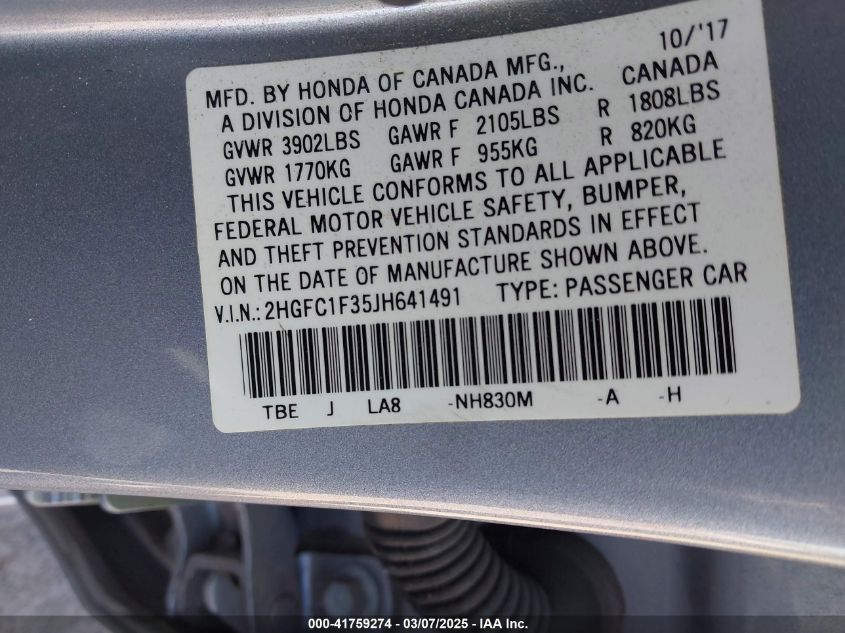 10/'17
MFD. BY HONDA OF CANADA MFG.,
A DIVISION OF HONDA CANADA INC. CANADA
GVWR 3902LBS GAWR F 2105LBS R 1808LBS
GVWR 1770KG GAWR F 955KG R 820KG
THIS VEHICLE CONFORMS TO ALL APPLICABLE
FEDERAL MOTOR VEHICLE SAFETY, BUMPER,
AND THEFT PREVENTION STANDARDS IN EFFECT
ON THE DATE OF MANUFACTURE SHOWN ABOVE.
V.I.N.: 2HGFC1F35JH641491 TYPE: PASSENGER CAR
TBE J LA8 -NH830M -A -H
000-41759274 - 03/07/2025 - IAA Inc.